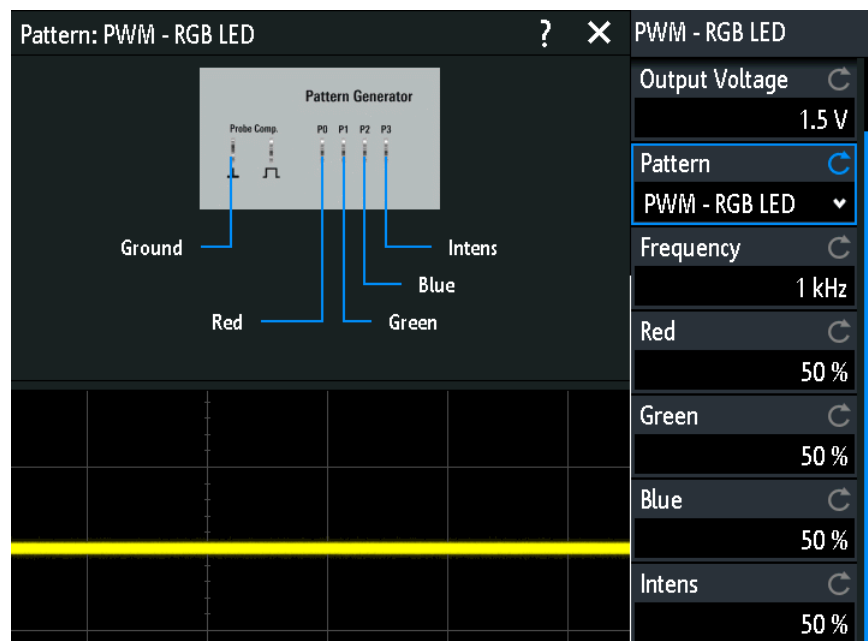 Pattern: PWM - RGB LED ? ✕
Pattern Generator
Probe Comp. P0 P1 P2 P3
Ground Intens
Blue
Red Green
PWM - RGB LED
Output Voltage
1.5 V
Pattern
PWM - RGB LED
Frequency
1 kHz
Red
50 %
Green
50 %
Blue
50 %
Intens
50 %